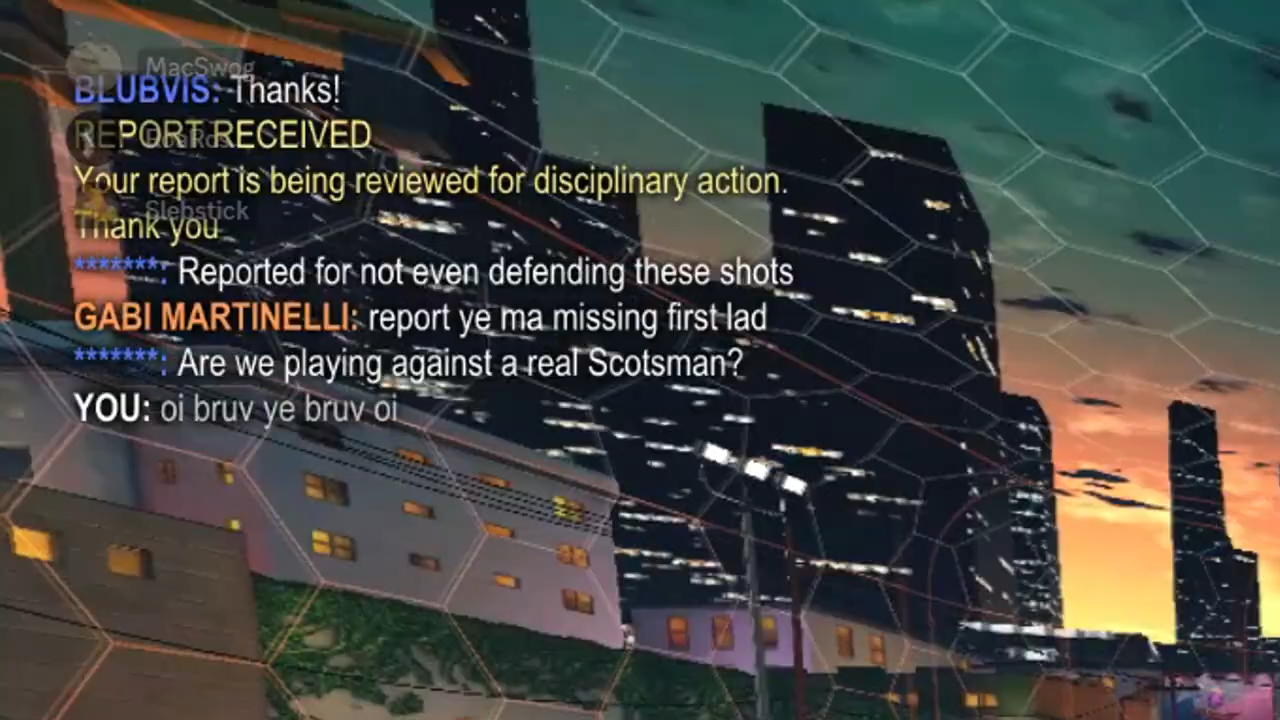 MacSwog
BLUBVIS: Thanks!
REPORT RECEIVED
Your report is being reviewed for disciplinary action.
Slebstick
Thank you
*******: Reported for not even defending these shots
GABI MARTINELLI: report ye ma missing first lad
*******: Are we playing against a real Scotsman?
YOU: oi bruv ye bruv oi